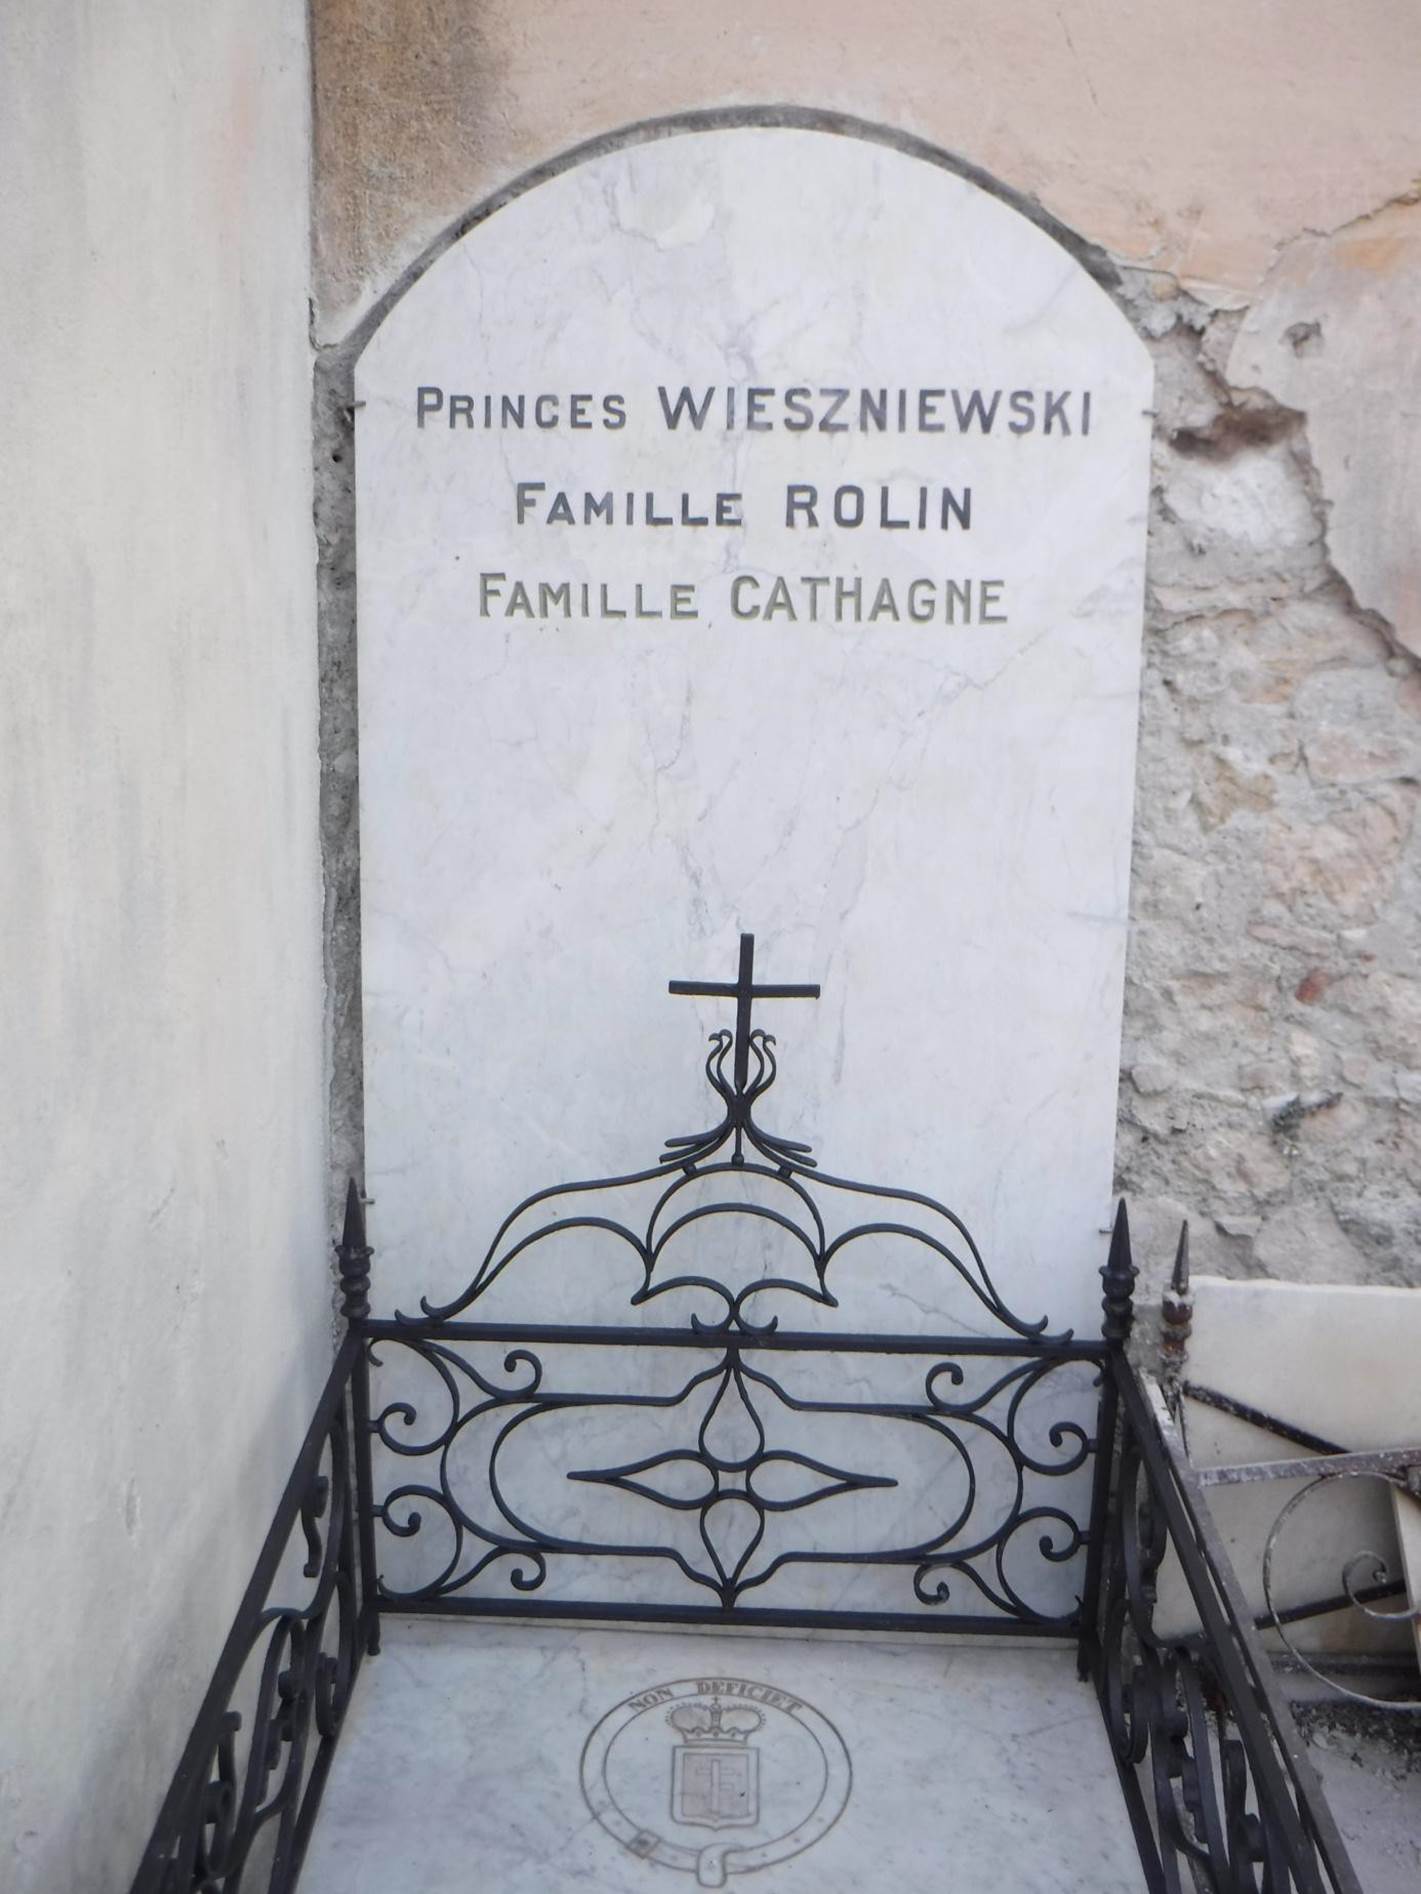 PRINCES WIESZNIEWSKI
FAMILLE ROLIN
FAMILLE CATHAGNE
NON DEFICIET